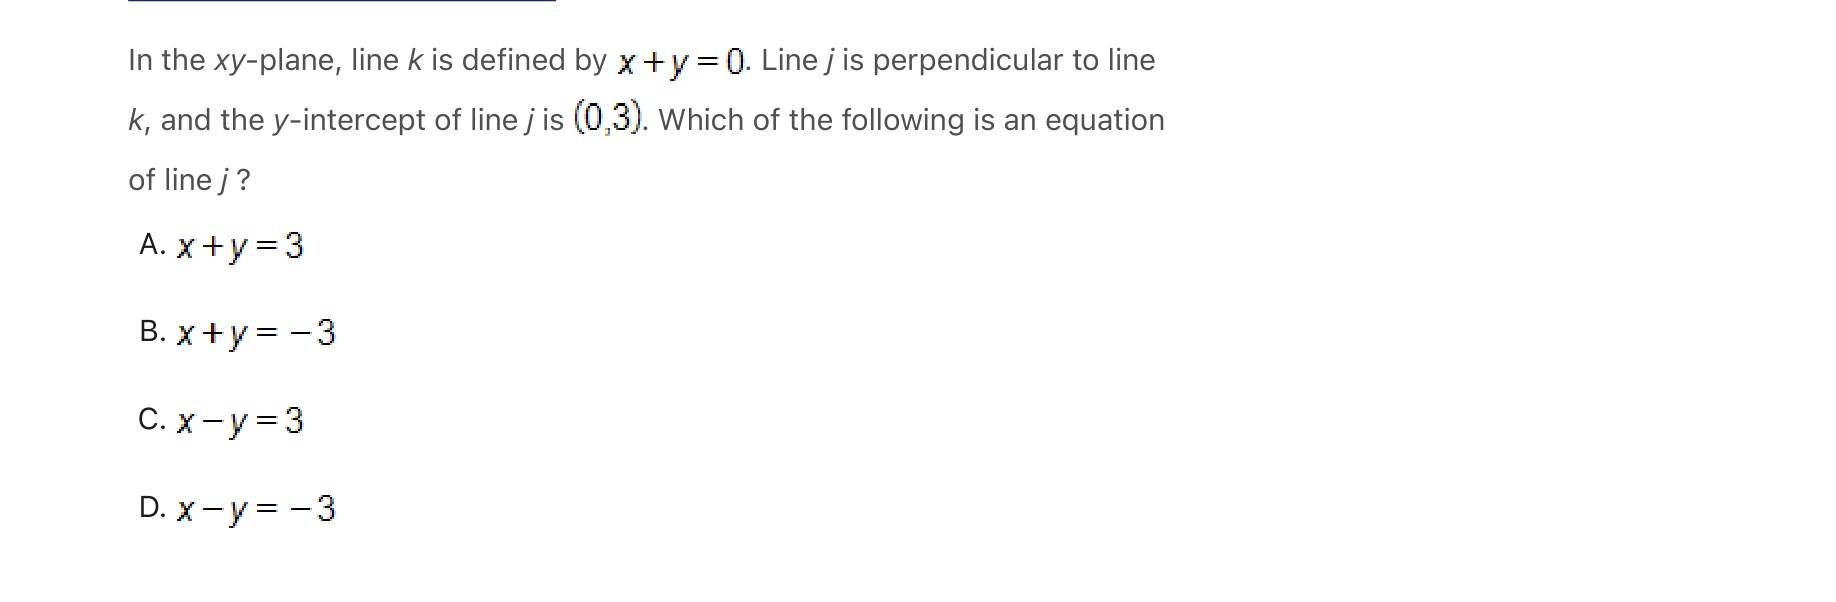 In the xy-plane, line k is defined by x + y = 0. Line j is perpendicular to line
k, and the y-intercept of line j is (0,3). Which of the following is an equation
of line j ?
A. x + y = 3
B. x + y = −3
C. x − y = 3
D. x − y = −3